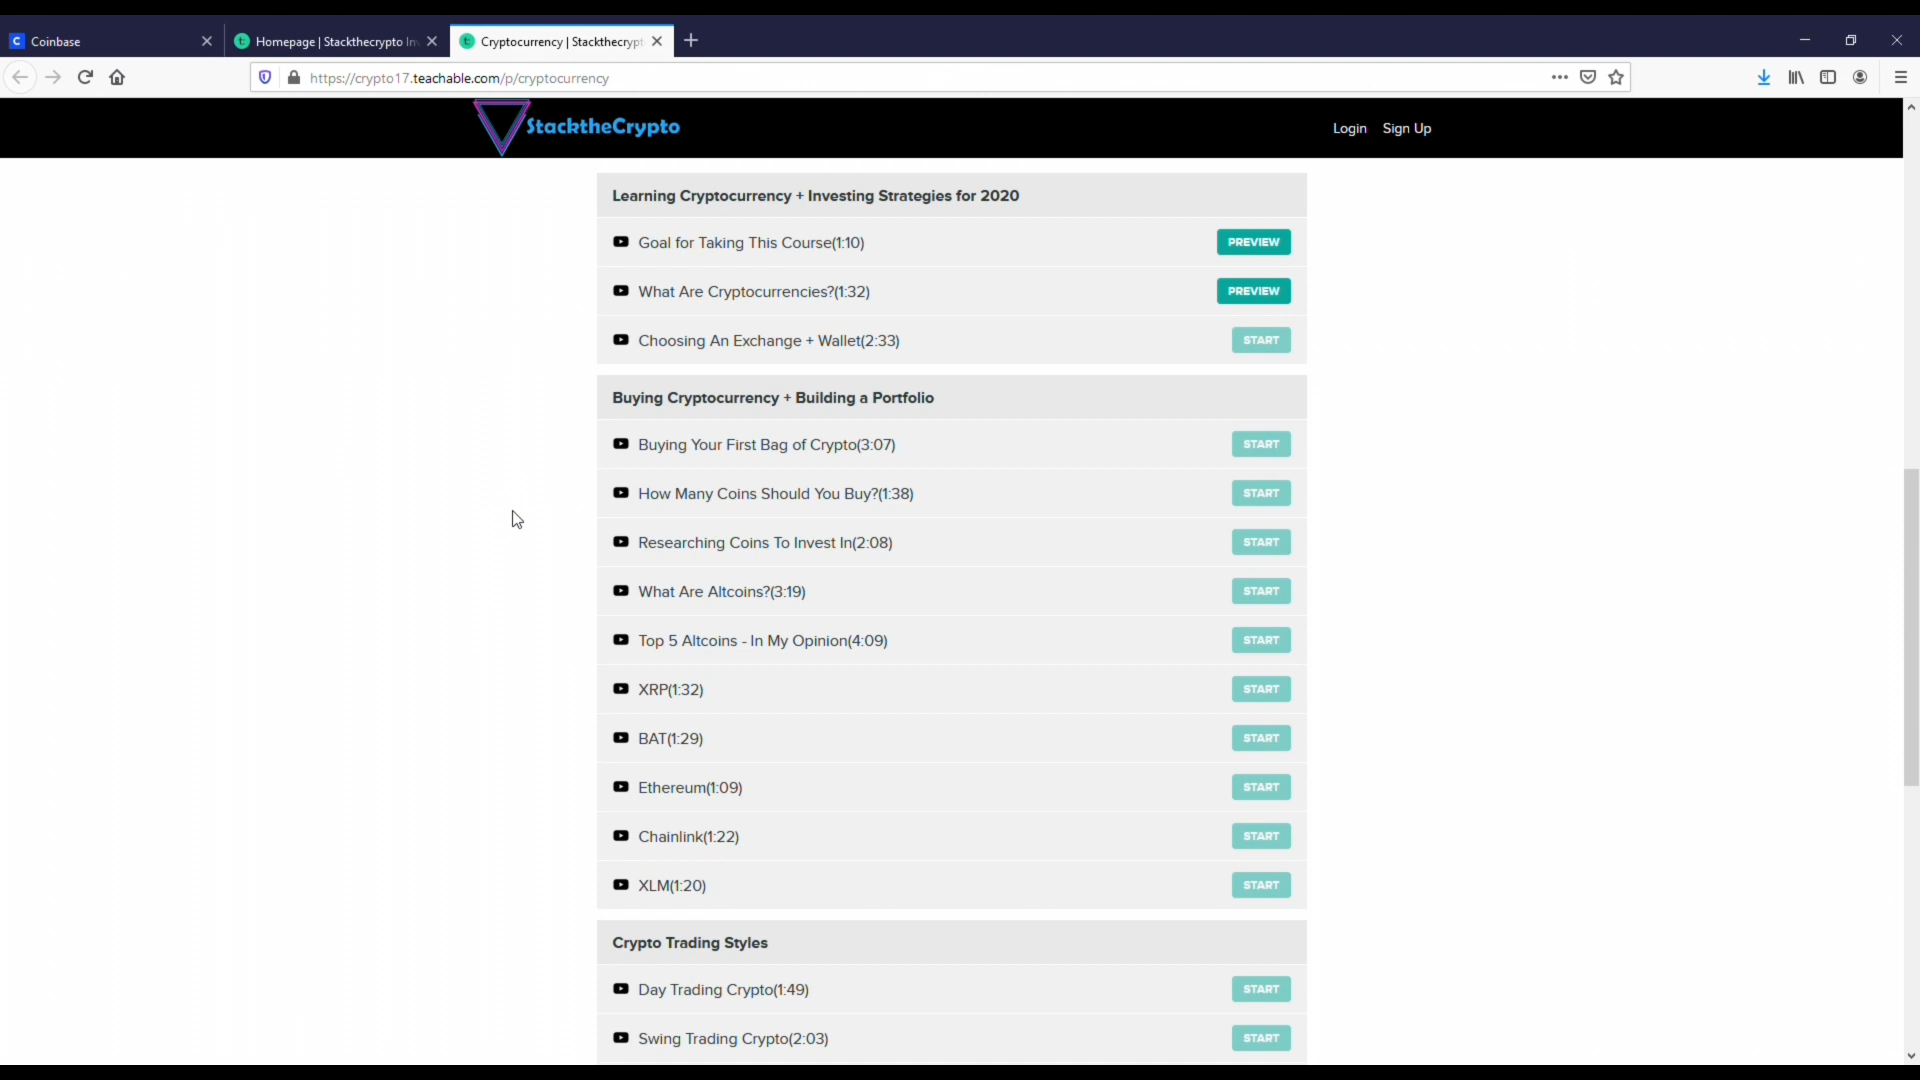 Coinbase
Homepage | Stackthecrypto In
Cryptocurrency | Stackthecrypt
https://crypto17.teachable.com/p/cryptocurrency
StacktheCrypto
Login Sign Up
Learning Cryptocurrency + Investing Strategies for 2020
Goal for Taking This Course(1:10) PREVIEW
What Are Cryptocurrencies?(1:32) PREVIEW
Choosing An Exchange + Wallet(2:33) START
Buying Cryptocurrency + Building a Portfolio
Buying Your First Bag of Crypto(3:07) START
How Many Coins Should You Buy?(1:38) START
Researching Coins To Invest In(2:08) START
What Are Altcoins?(3:19) START
Top 5 Altcoins - In My Opinion(4:09) START
XRP(1:32) START
BAT(1:29) START
Ethereum(1:09) START
Chainlink(1:22) START
XLM(1:20) START
Crypto Trading Styles
Day Trading Crypto(1:49) START
Swing Trading Crypto(2:03) START